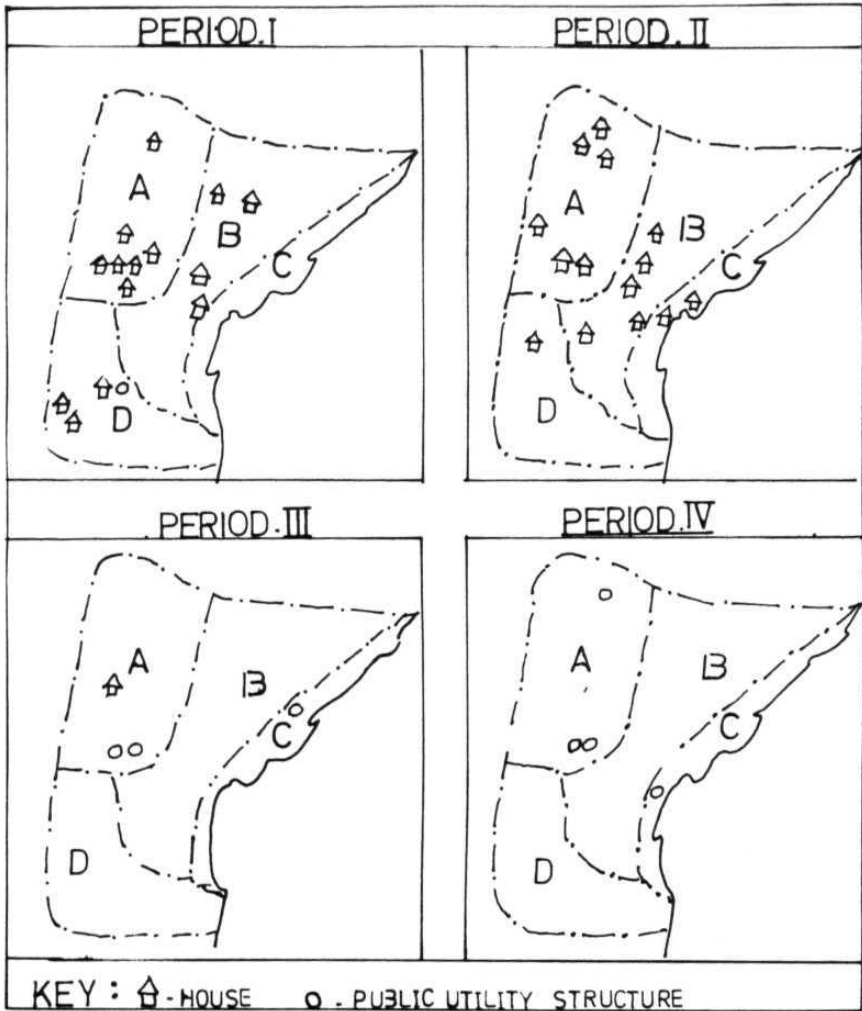 PERIOD.I
PERIOD.II
A
B
C
D
A
B
C
D
PERIOD.III
PERIOD.IV
A
B
C
D
A
B
C
D
KEY: - HOUSE O - PUBLIC UTILITY STRUCTURE